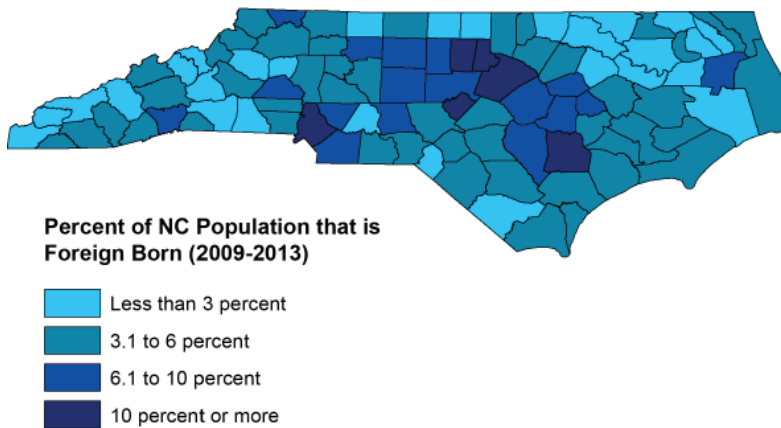 Percent of NC Population that is
Foreign Born (2009-2013)
Less than 3 percent
3.1 to 6 percent
6.1 to 10 percent
10 percent or more